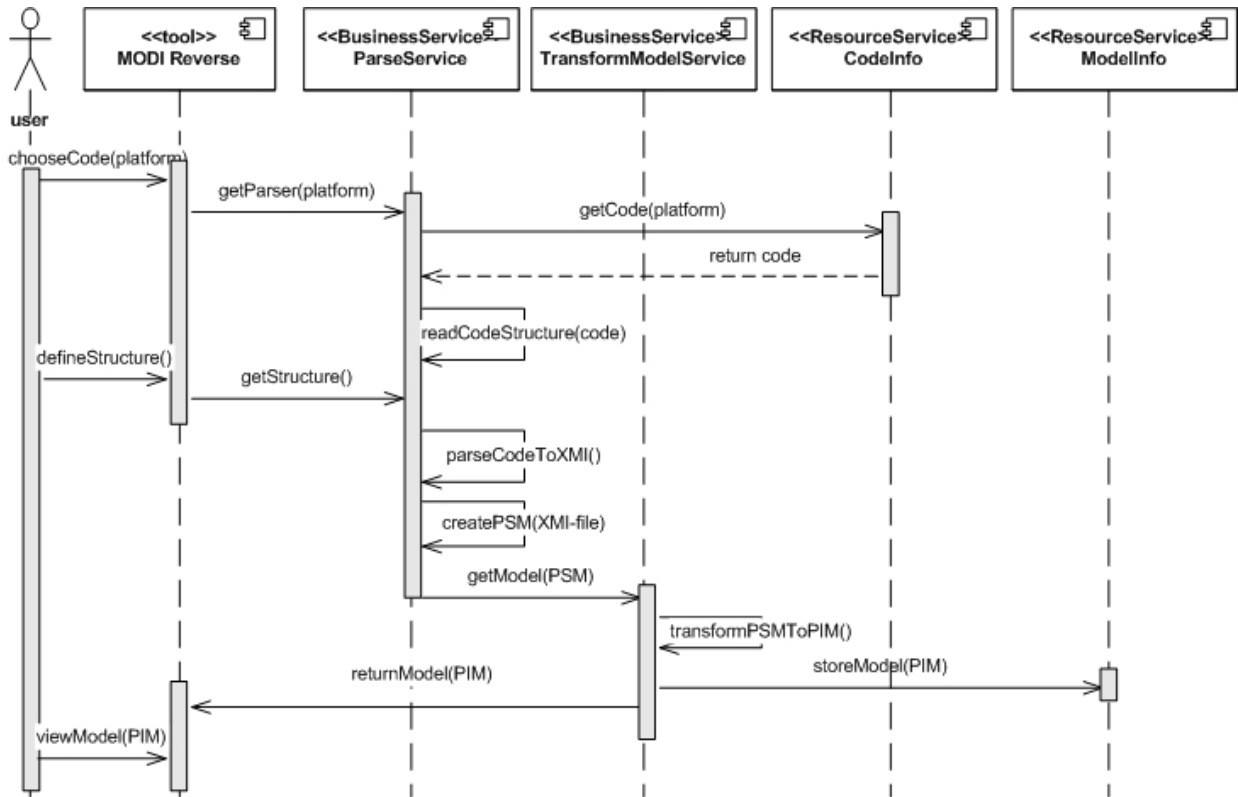 <<tool>>
MODI Reverse
<<BusinessService>>
ParseService
<<BusinessService>>
TransformModelService
<<ResourceService>>
CodeInfo
<<ResourceService>>
ModelInfo
user
chooseCode(platform)
getParser(platform)
getCode(platform)
return code
readCodeStructure(code)
defineStructure()
getStructure()
parseCodeToXMI()
createPSM(XMI-file)
getModel(PSM)
transformPSMToPIM()
storeModel(PIM)
returnModel(PIM)
viewModel(PIM)